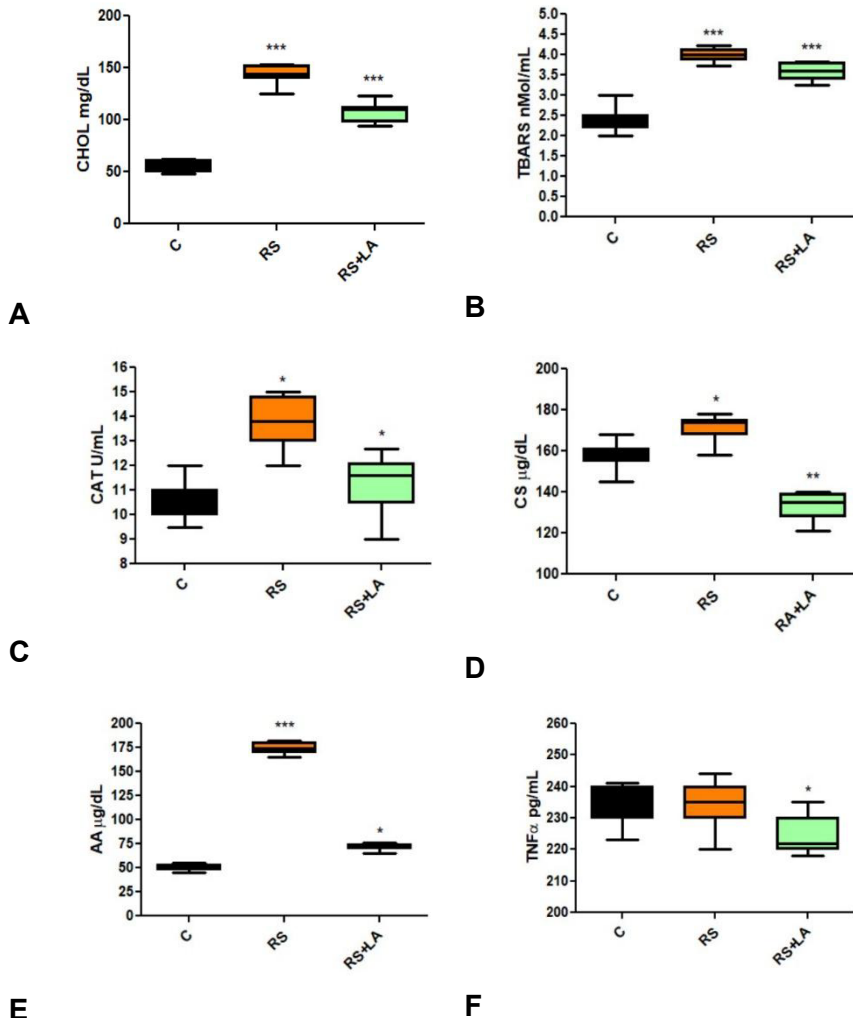 CHOL mg/dL
200
150
100
50
0
***
***
C
RS
RS+LA
A
TBARS nMol/mL
5.0
4.5
4.0
3.5
3.0
2.5
2.0
1.5
1.0
0.5
0.0
***
***
C
RS
RS+LA
B
CAT U/mL
16
15
14
13
12
11
10
9
8
*
*
C
RS
RS+LA
C
CS µg/dL
200
180
160
140
120
100
*
**
C
RS
RA+LA
D
AA µg/dL
200
175
150
125
100
75
50
25
0
***
*
C
RS
RS+LA
E
TNFα pg/mL
260
250
240
230
220
210
200
*
C
RS
RS+LA
F